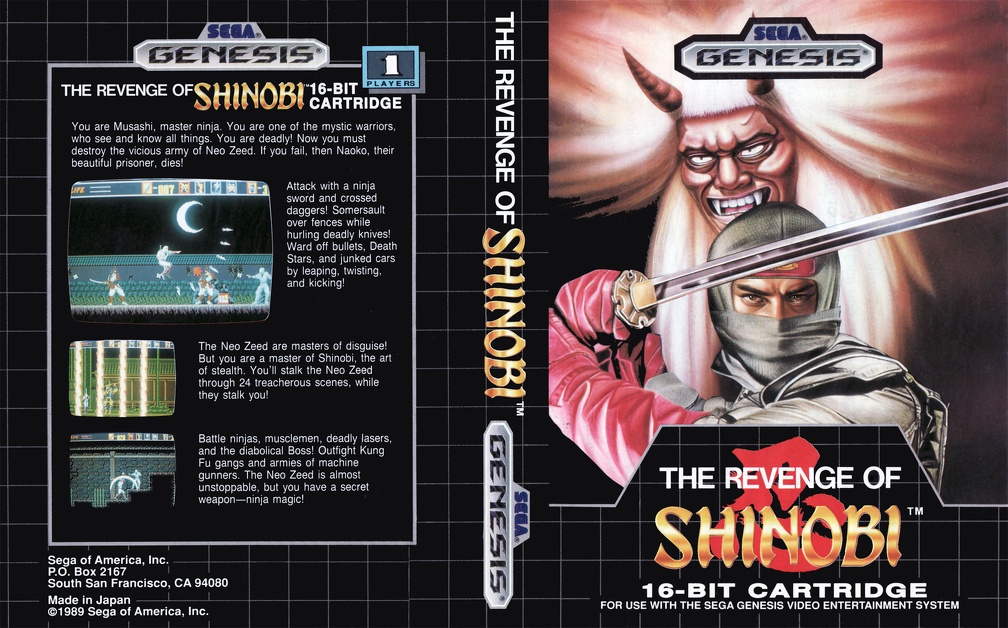 SEGA®
GENESIS®
1
PLAYERS
THE REVENGE OF SHINOBI™ 16-BIT
CARTRIDGE
You are Musashi, master ninja. You are one of the mystic warriors,
who see and know all things. You are deadly! Now you must
destroy the vicious army of Neo Zeed. If you fail, then Naoko, their
beautiful prisoner, dies!
LIFE
-007
Attack with a ninja
sword and crossed
daggers! Somersault
over fences while
hurling deadly knives!
Ward off bullets, Death
Stars, and junked cars
by leaping, twisting,
and kicking!
The Neo Zeed are masters of disguise!
But you are a master of Shinobi, the art
of stealth. You'll stalk the Neo Zeed
through 24 treacherous scenes, while
they stalk you!
Battle ninjas, musclemen, deadly lasers,
and the diabolical Boss! Outfight Kung
Fu gangs and armies of machine
gunners. The Neo Zeed is almost
unstoppable, but you have a secret
weapon—ninja magic!
Sega of America, Inc.
P.O. Box 2167
South San Francisco, CA 94080
Made in Japan
©1989 Sega of America, Inc.
THE REVENGE OF SHINOBI™
SEGA®
GENESIS®
SEGA®
GENESIS®
THE REVENGE OF
SHINOBI™
16-BIT CARTRIDGE
FOR USE WITH THE SEGA GENESIS VIDEO ENTERTAINMENT SYSTEM